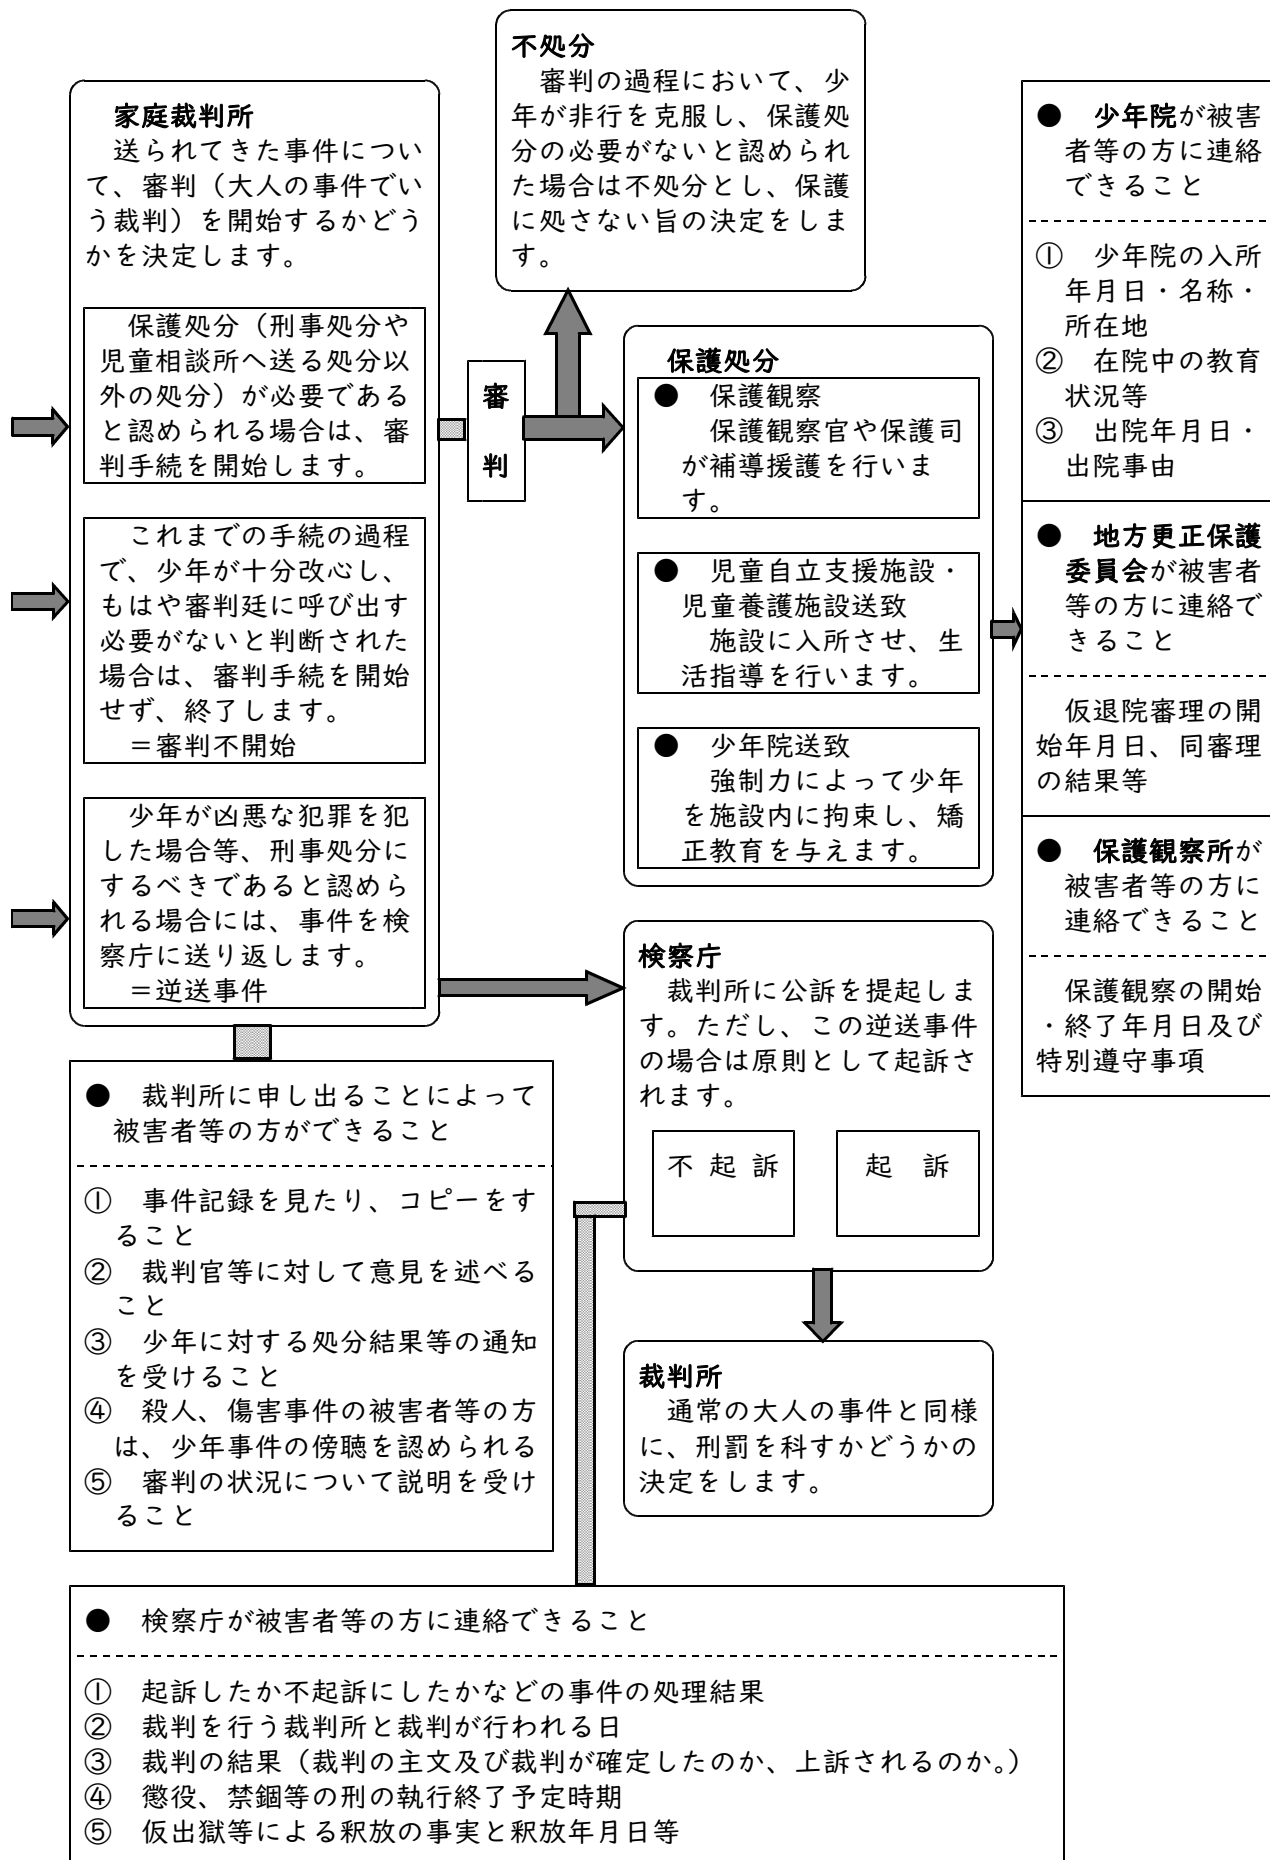 不処分
審判の過程において、少
年が非行を克服し、保護処
分の必要がないと認められ
た場合は不処分とし、保護
に処さない旨の決定をしま
す。
家庭裁判所
送られてきた事件につい
て、審判（大人の事件でい
う裁判）を開始するかどう
かを決定します。
保護処分（刑事処分や
児童相談所へ送る処分以
外の処分）が必要である
と認められる場合は、審
判手続を開始します。
これまでの手続の過程
で、少年が十分改心し、
もはや審判廷に呼び出す
必要がないと判断された
場合は、審判手続を開始
せず、終了します。
＝審判不開始
少年が凶悪な犯罪を犯
した場合等、刑事処分に
するべきであると認めら
れる場合には、事件を検
察庁に送り返します。
＝逆送事件
審
判
保護処分
● 保護観察
保護観察官や保護司
が補導援護を行いま
す。
● 児童自立支援施設・
児童養護施設送致
施設に入所させ、生
活指導を行います。
● 少年院送致
強制力によって少年
を施設内に拘束し、矯
正教育を与えます。
● 少年院が被害
者等の方に連絡
できること
① 少年院の入所
年月日・名称・
所在地
② 在院中の教育
状況等
③ 出院年月日・
出院事由
● 地方更正保護
委員会が被害者
等の方に連絡で
きること
仮退院審理の開
始年月日、同審理
の結果等
● 保護観察所が
被害者等の方に
連絡できること
保護観察の開始
・終了年月日及び
特別遵守事項
検察庁
裁判所に公訴を提起しま
す。ただし、この逆送事件
の場合は原則として起訴さ
れます。
不起訴
起 訴
裁判所
通常の大人の事件と同様
に、刑罰を科すかどうかの
決定をします。
● 裁判所に申し出ることによって
被害者等の方ができること
① 事件記録を見たり、コピーをす
ること
② 裁判官等に対して意見を述べる
こと
③ 少年に対する処分結果等の通知
を受けること
④ 殺人、傷害事件の被害者等の方
は、少年事件の傍聴を認められる
⑤ 審判の状況について説明を受け
ること
● 検察庁が被害者等の方に連絡できること
① 起訴したか不起訴にしたかなどの事件の処理結果
② 裁判を行う裁判所と裁判が行われる日
③ 裁判の結果（裁判の主文及び裁判が確定したのか、上訴されるのか。）
④ 懲役、禁錮等の刑の執行終了予定時期
⑤ 仮出獄等による釈放の事実と釈放年月日等